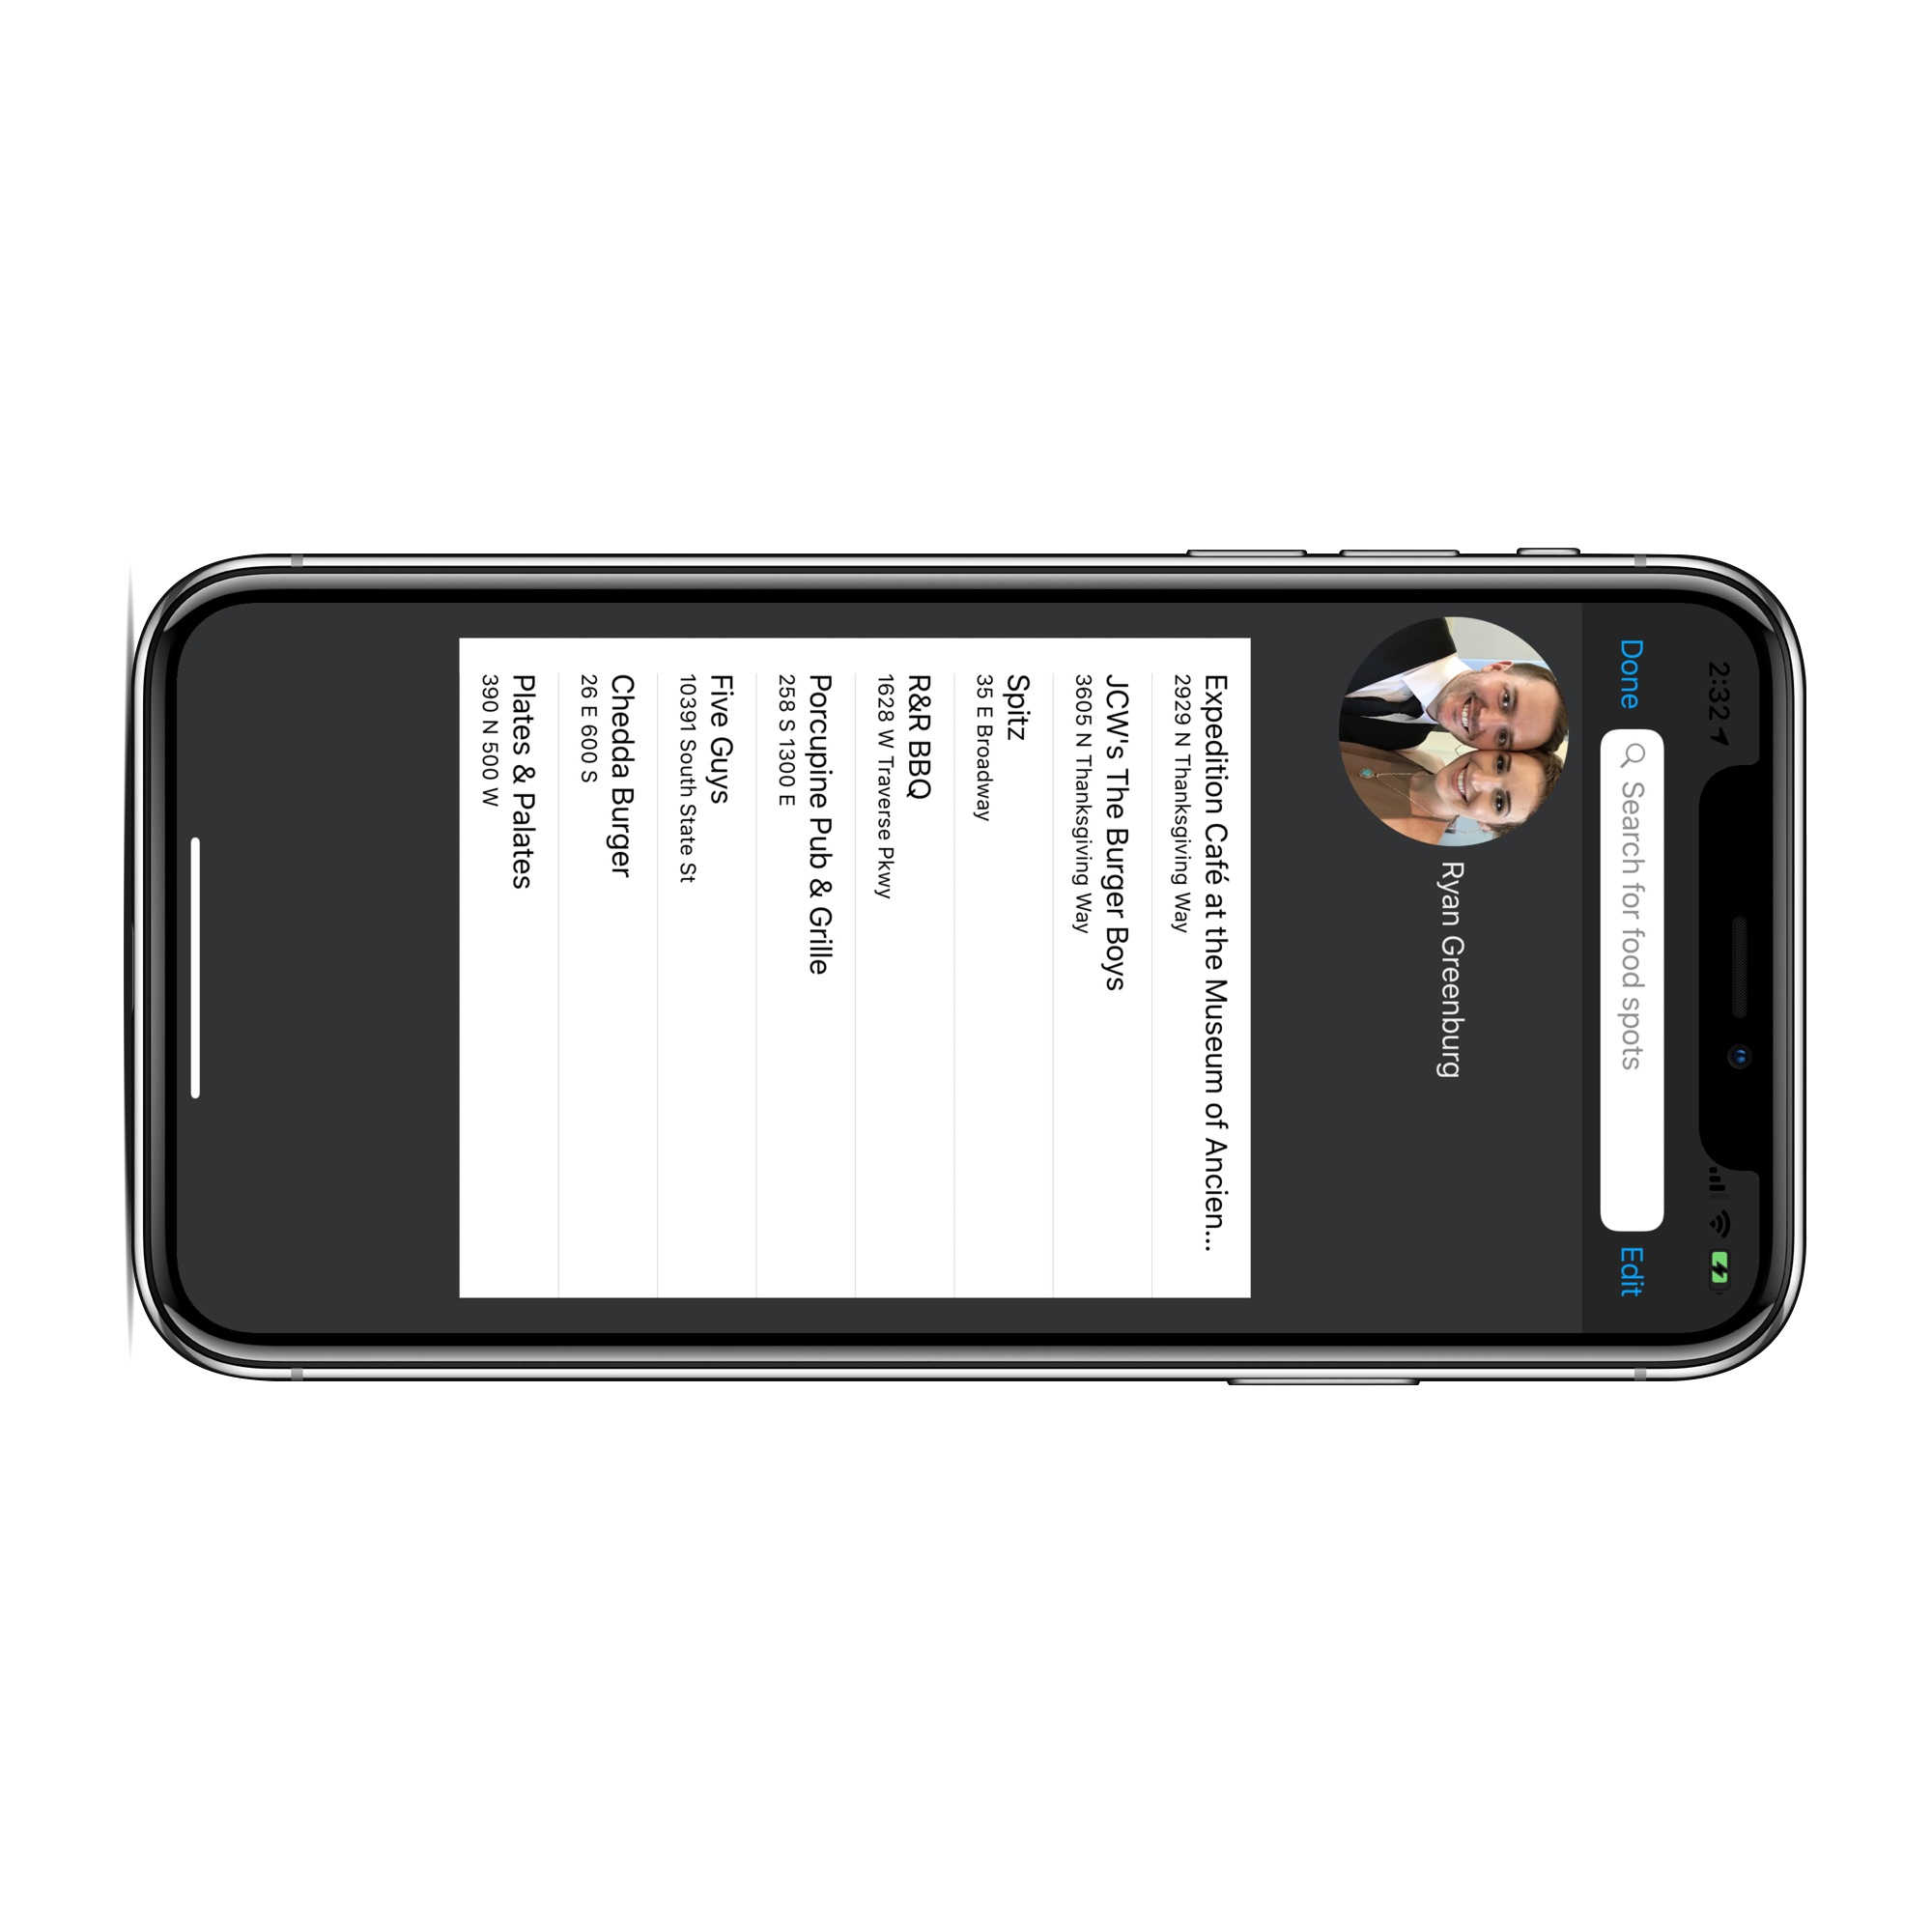 2:32
Done
Search for food spots
Edit
Ryan Greenburg
Expedition Café at the Museum of Ancien...
2929 N Thanksgiving Way
JCW's The Burger Boys
3605 N Thanksgiving Way
Spitz
35 E Broadway
R&R BBQ
1628 W Traverse Pkwy
Porcupine Pub & Grille
258 S 1300 E
Five Guys
10391 South State St
Chedda Burger
26 E 600 S
Plates & Palates
390 N 500 W